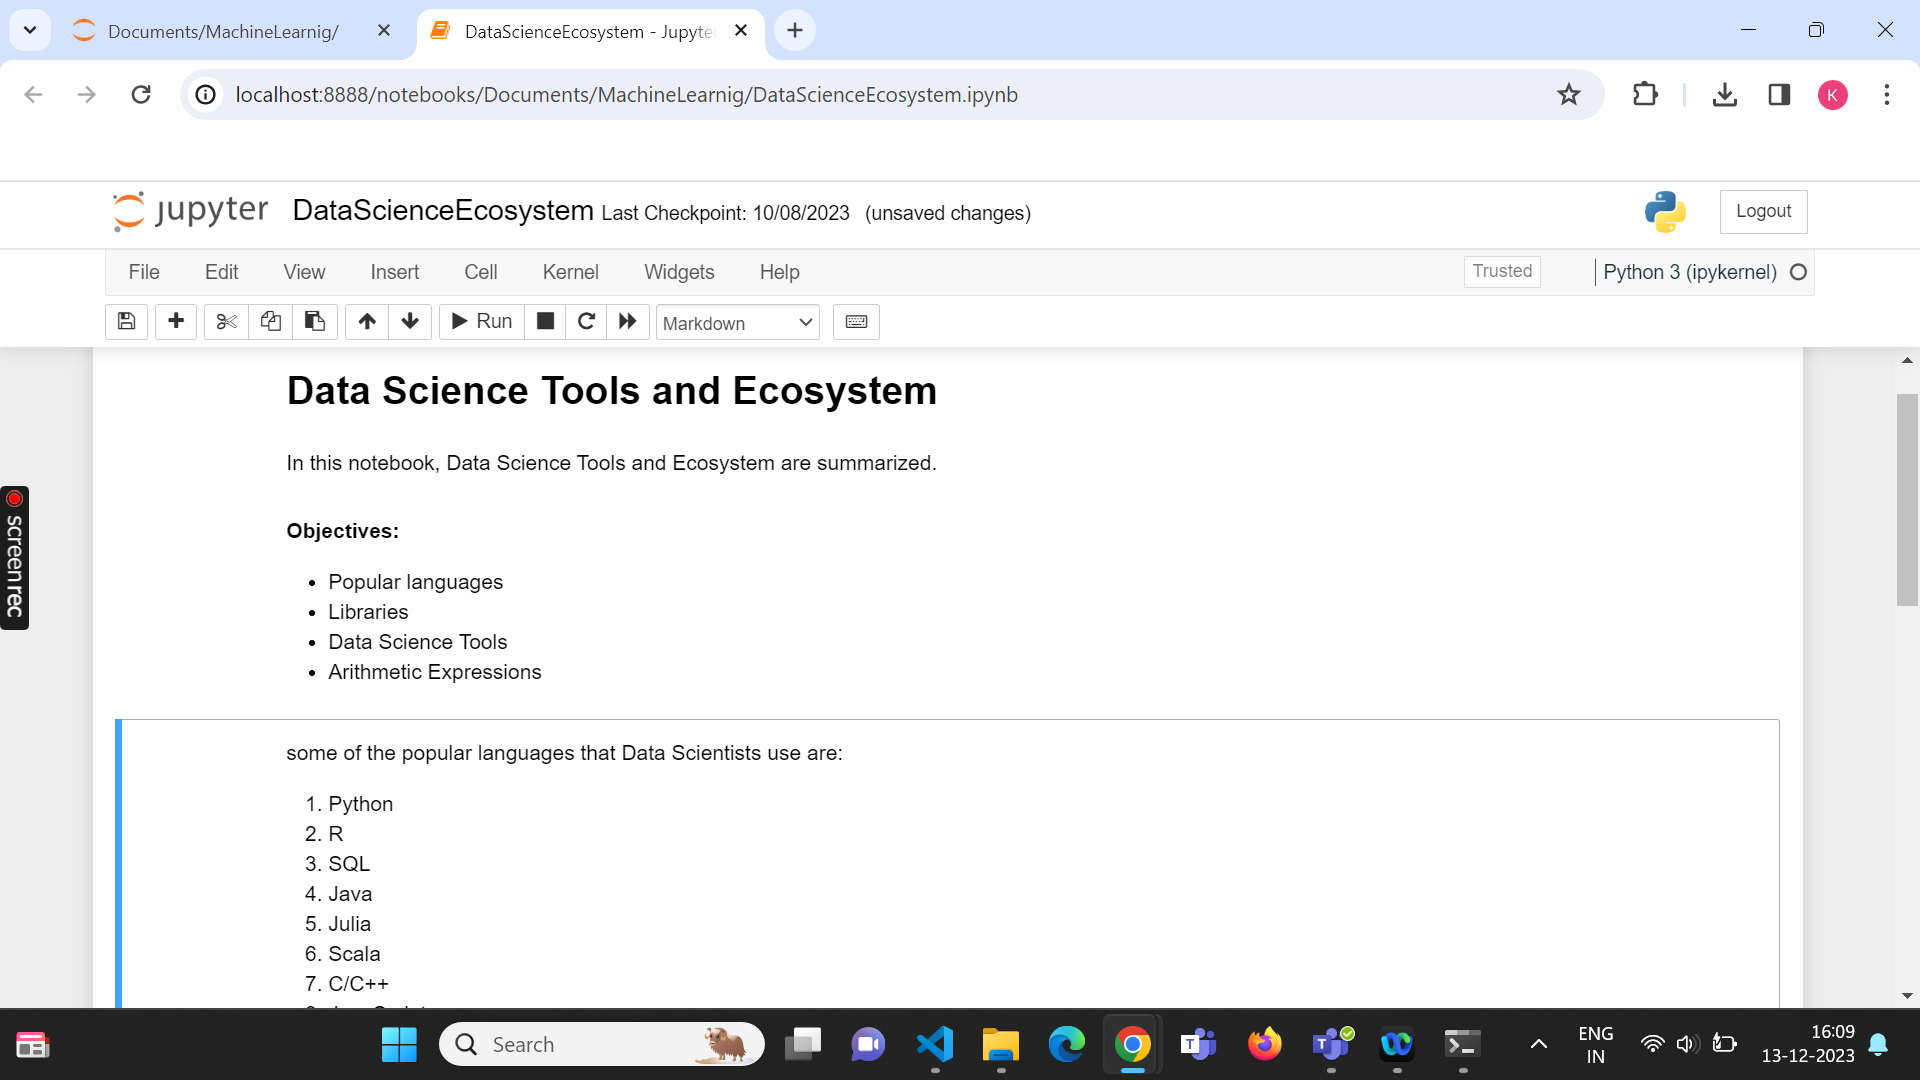 Documents/MachineLearnig/
DataScienceEcosystem - Jupyte
localhost:8888/notebooks/Documents/MachineLearnig/DataScienceEcosystem.ipynb
K
jupyter DataScienceEcosystem Last Checkpoint: 10/08/2023 (unsaved changes)
Logout
File Edit View Insert Cell Kernel Widgets Help
Trusted
Python 3 (ipykernel)
Run
Markdown
Data Science Tools and Ecosystem
In this notebook, Data Science Tools and Ecosystem are summarized.
Objectives:
• Popular languages
• Libraries
• Data Science Tools
• Arithmetic Expressions
screenrec
some of the popular languages that Data Scientists use are:
1. Python
2. R
3. SQL
4. Java
5. Julia
6. Scala
7. C/C++
Search
ENG
IN
16:09
13-12-2023